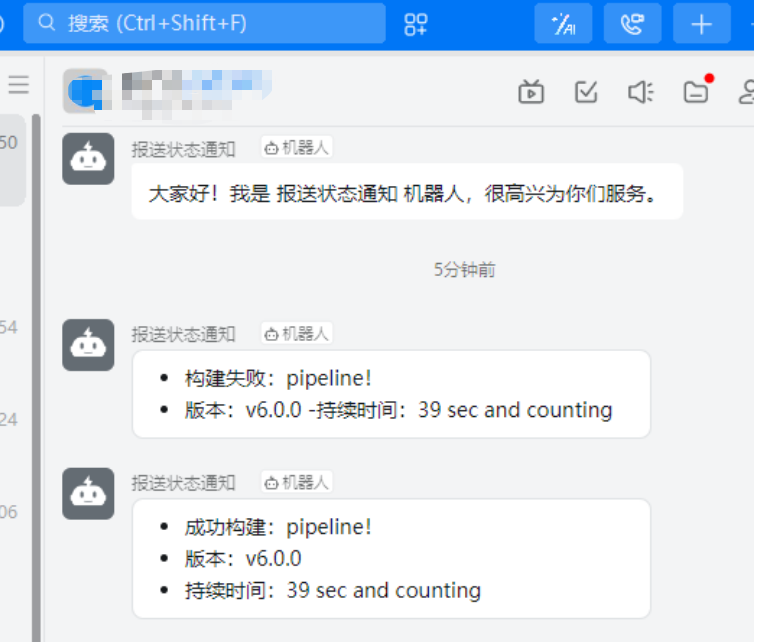 搜索 (Ctrl+Shift+F)
AI
50
报送状态通知 机器人
大家好！我是 报送状态通知 机器人，很高兴为你们服务。
5分钟前
54
报送状态通知 机器人
• 构建失败：pipeline!
• 版本：v6.0.0 -持续时间：39 sec and counting
24
报送状态通知 机器人
06
• 成功构建：pipeline!
• 版本：v6.0.0
• 持续时间：39 sec and counting